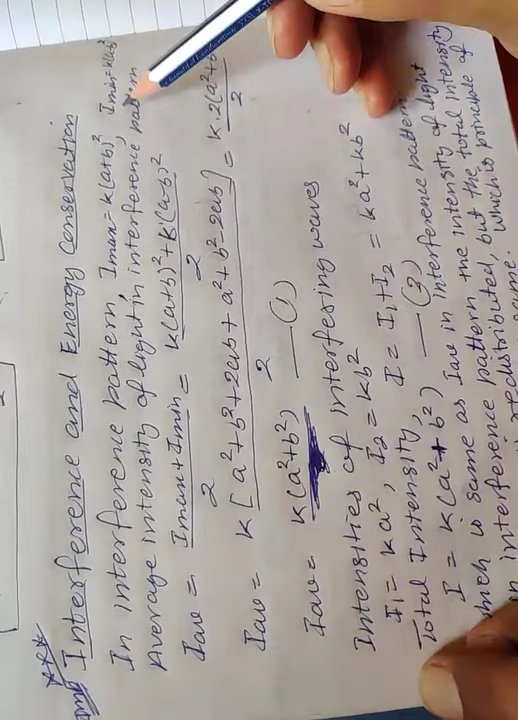 Imp
Interference and Energy Conservation
In interference pattern, Imax = k(a+b)², Imin = k(a-b)²
Average intensity of light in interference pattern
Iav = Imax + Imin / 2 = k(a+b)² + k(a-b)² / 2
Iav = k[a²+b²+2ab + a²+b²-2ab] / 2 = k.2(a²+b / 2
Iav = k(a²+b²) — (1)
Intensities of interfering waves
I1 = ka², I2 = kb²
Total Intensity, I = I1+I2 = ka²+kb²
I = k(a²+b²) — (2)
which is same as Iav in interference pattern
in interference pattern the intensity of light
is redistributed, but the total intensity
same. which is principle of